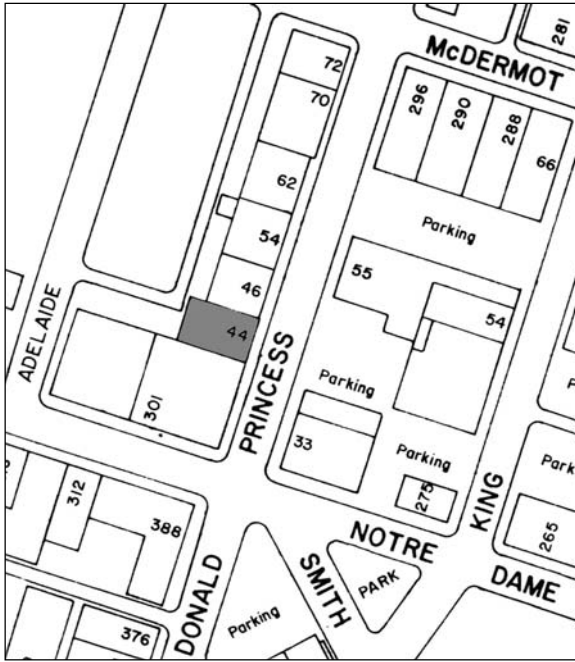 281
McDERMOT
72
70
296
290
288
66
62
Parking
54
55
46
54
44
ADELAIDE
PRINCESS
Parking
301
33
Parking
Park
275
KING
312
388
265
NOTRE
DAME
DONALD
SMITH
PARK
Parking
376